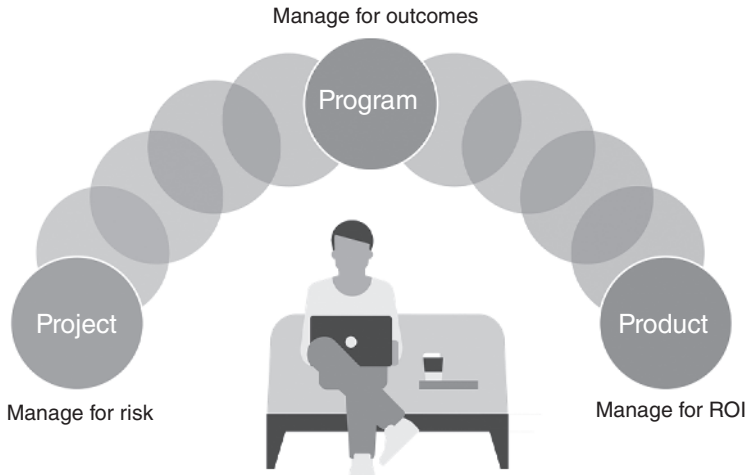 Manage for outcomes
Program
Project
Product
Manage for risk
Manage for ROI